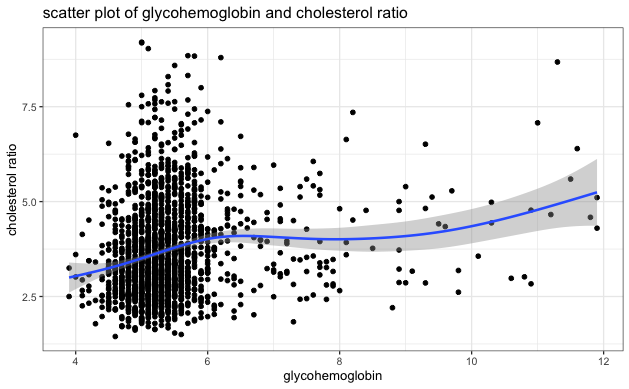 scatter plot of glycohemoglobin and cholesterol ratio
cholesterol ratio
7.5
5.0
2.5
4 6 8 10 12
glycohemoglobin